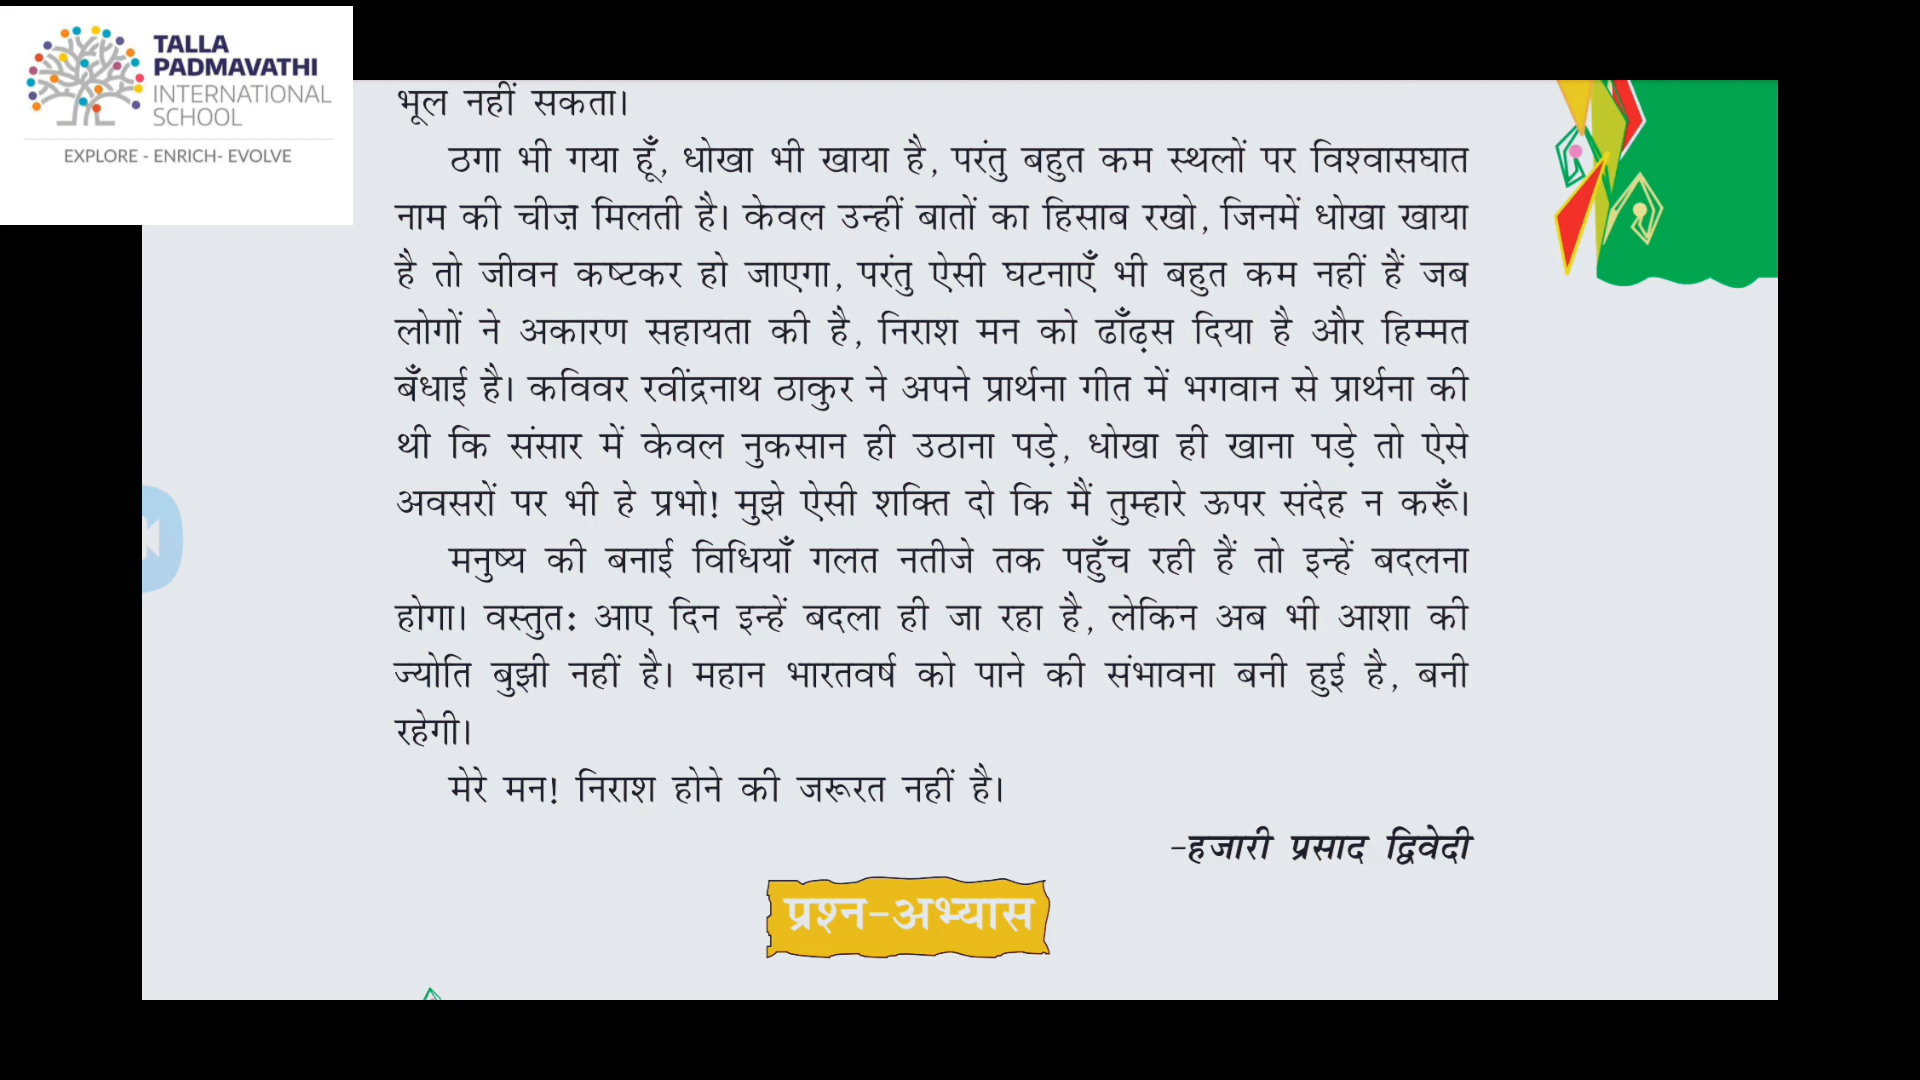 TALLA
PADMAVATHI
INTERNATIONAL
SCHOOL
EXPLORE - ENRICH- EVOLVE
भूल नहीं सकता।
ठगा भी गया हूँ, धोखा भी खाया है, परंतु बहुत कम स्थलों पर विश्वासघात
नाम की चीज़ मिलती है। केवल उन्हीं बातों का हिसाब रखो, जिनमें धोखा खाया
है तो जीवन कष्टकर हो जाएगा, परंतु ऐसी घटनाएँ भी बहुत कम नहीं हैं जब
लोगों ने अकारण सहायता की है, निराश मन को ढाँढ़स दिया है और हिम्मत
बँधाई है। कविवर रवींद्रनाथ ठाकुर ने अपने प्रार्थना गीत में भगवान से प्रार्थना की
थी कि संसार में केवल नुकसान ही उठाना पड़े, धोखा ही खाना पड़े तो ऐसे
अवसरों पर भी हे प्रभो! मुझे ऐसी शक्ति दो कि मैं तुम्हारे ऊपर संदेह न करूँ।
मनुष्य की बनाई विधियाँ गलत नतीजे तक पहुँच रही हैं तो इन्हें बदलना
होगा। वस्तुतः आए दिन इन्हें बदला ही जा रहा है, लेकिन अब भी आशा की
ज्योति बुझी नहीं है। महान भारतवर्ष को पाने की संभावना बनी हुई है, बनी
रहेगी।
मेरे मन! निराश होने की जरूरत नहीं है।
-हजारी प्रसाद द्विवेदी
प्रश्न-अभ्यास